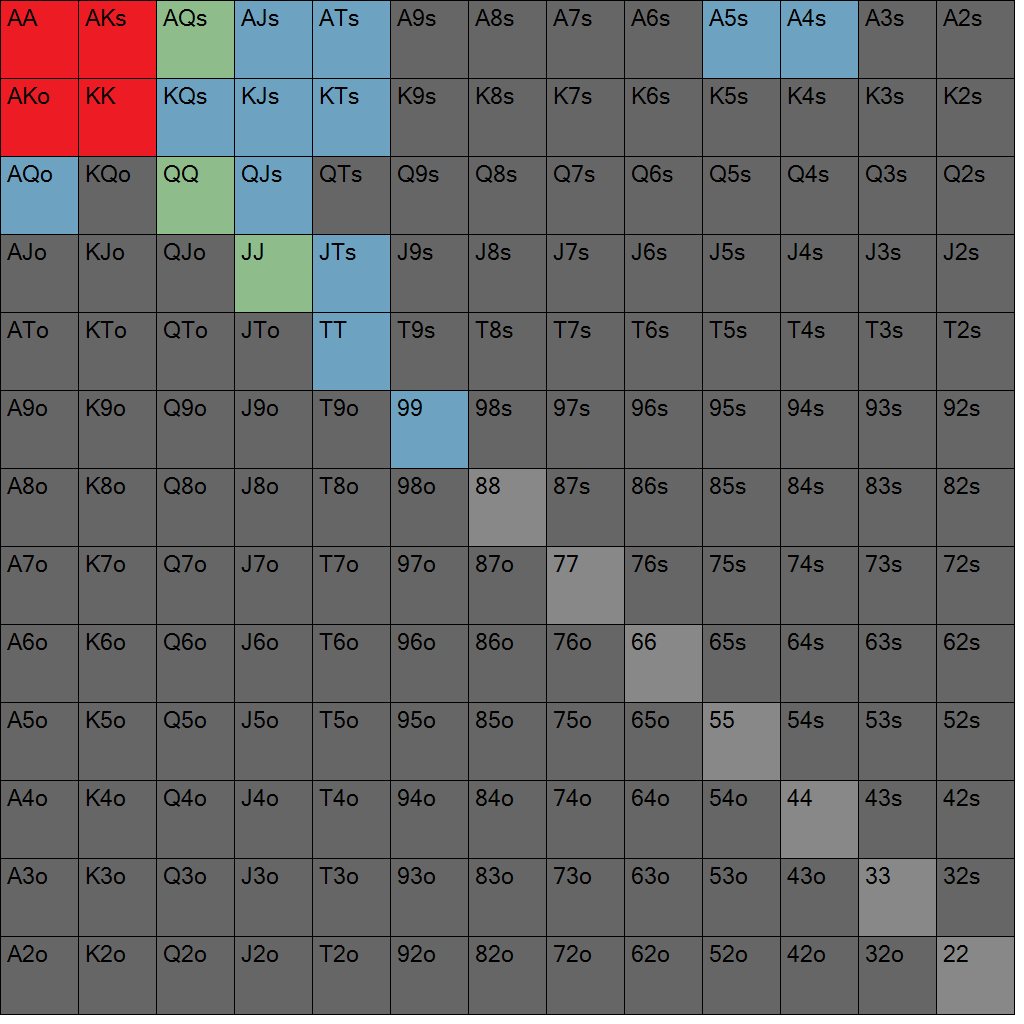 AA AKs AQs AJs ATs A9s A8s A7s A6s A5s A4s A3s A2s
AKo KK KQs KJs KTs K9s K8s K7s K6s K5s K4s K3s K2s
AQo KQo QQ QJs QTs Q9s Q8s Q7s Q6s Q5s Q4s Q3s Q2s
AJo KJo QJo JJ JTs J9s J8s J7s J6s J5s J4s J3s J2s
ATo KTo QTo JTo TT T9s T8s T7s T6s T5s T4s T3s T2s
A9o K9o Q9o J9o T9o 99 98s 97s 96s 95s 94s 93s 92s
A8o K8o Q8o J8o T8o 98o 88 87s 86s 85s 84s 83s 82s
A7o K7o Q7o J7o T7o 97o 87o 77 76s 75s 74s 73s 72s
A6o K6o Q6o J6o T6o 96o 86o 76o 66 65s 64s 63s 62s
A5o K5o Q5o J5o T5o 95o 85o 75o 65o 55 54s 53s 52s
A4o K4o Q4o J4o T4o 94o 84o 74o 64o 54o 44 43s 42s
A3o K3o Q3o J3o T3o 93o 83o 73o 63o 53o 43o 33 32s
A2o K2o Q2o J2o T2o 92o 82o 72o 62o 52o 42o 32o 22